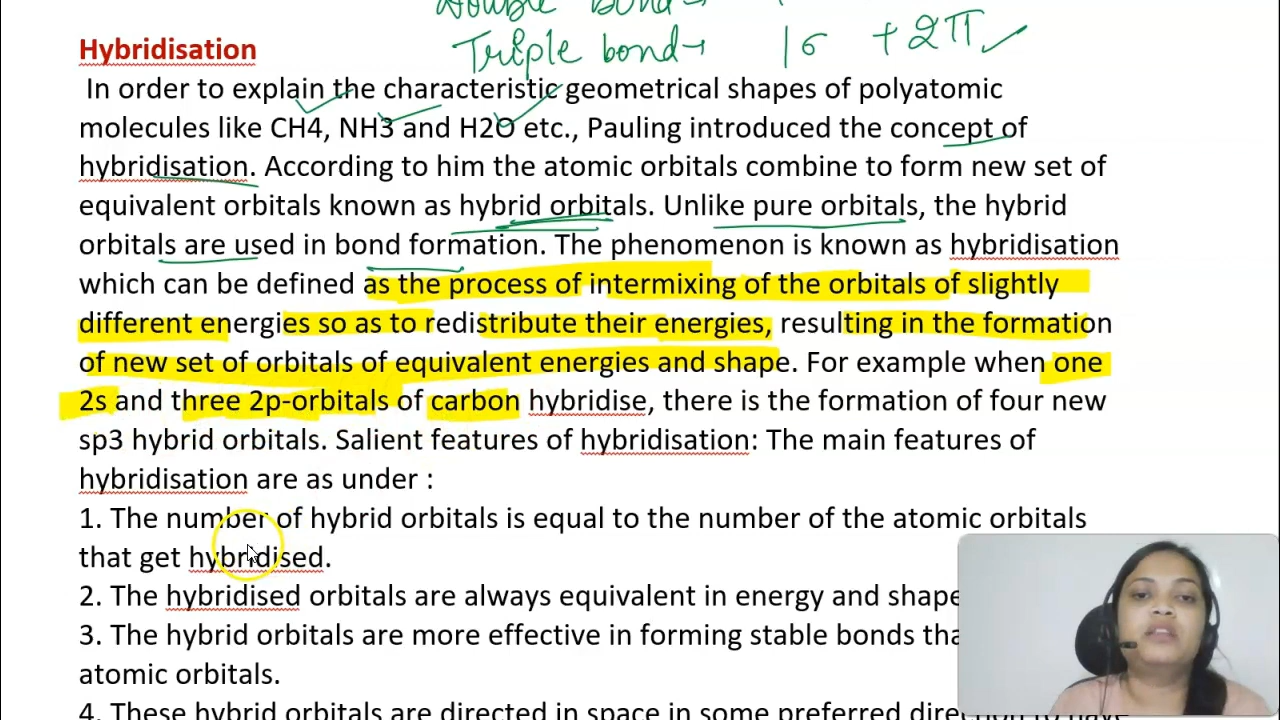 Double bond →
Triple bond → 1σ + 2π
Hybridisation
In order to explain the characteristic geometrical shapes of polyatomic
molecules like CH4, NH3 and H2O etc., Pauling introduced the concept of
hybridisation. According to him the atomic orbitals combine to form new set of
equivalent orbitals known as hybrid orbitals. Unlike pure orbitals, the hybrid
orbitals are used in bond formation. The phenomenon is known as hybridisation
which can be defined as the process of intermixing of the orbitals of slightly
different energies so as to redistribute their energies, resulting in the formation
of new set of orbitals of equivalent energies and shape. For example when one
2s and three 2p-orbitals of carbon hybridise, there is the formation of four new
sp3 hybrid orbitals. Salient features of hybridisation: The main features of
hybridisation are as under :
1. The number of hybrid orbitals is equal to the number of the atomic orbitals
that get hybridised.
2. The hybridised orbitals are always equivalent in energy and shape
3. The hybrid orbitals are more effective in forming stable bonds
atomic orbitals.
4. These hybrid orbitals are directed in space in some preferred direction to have